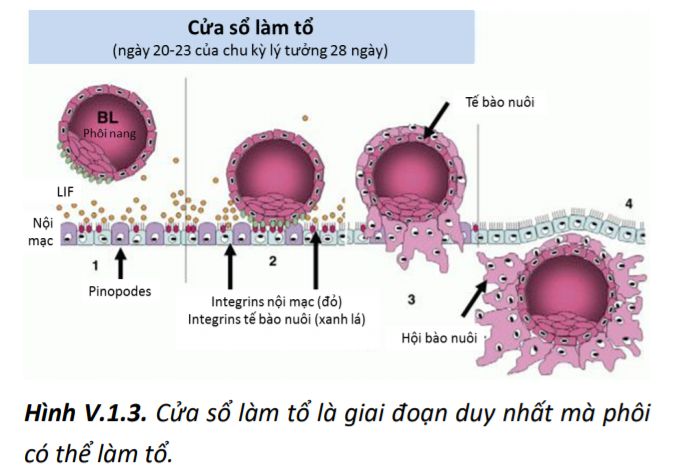 Cửa sổ làm tổ
(ngày 20-23 của chu kỳ lý tưởng 28 ngày)
BL
Phôi nang
Tế bào nuôi
LIF
Nội
mạc
1
2
3
4
Pinopodes
Integrins nội mạc (đỏ)
Integrins tế bào nuôi (xanh lá)
Hội bào nuôi
Hình V.1.3. Cửa sổ làm tổ là giai đoạn duy nhất mà phôi
có thể làm tổ.